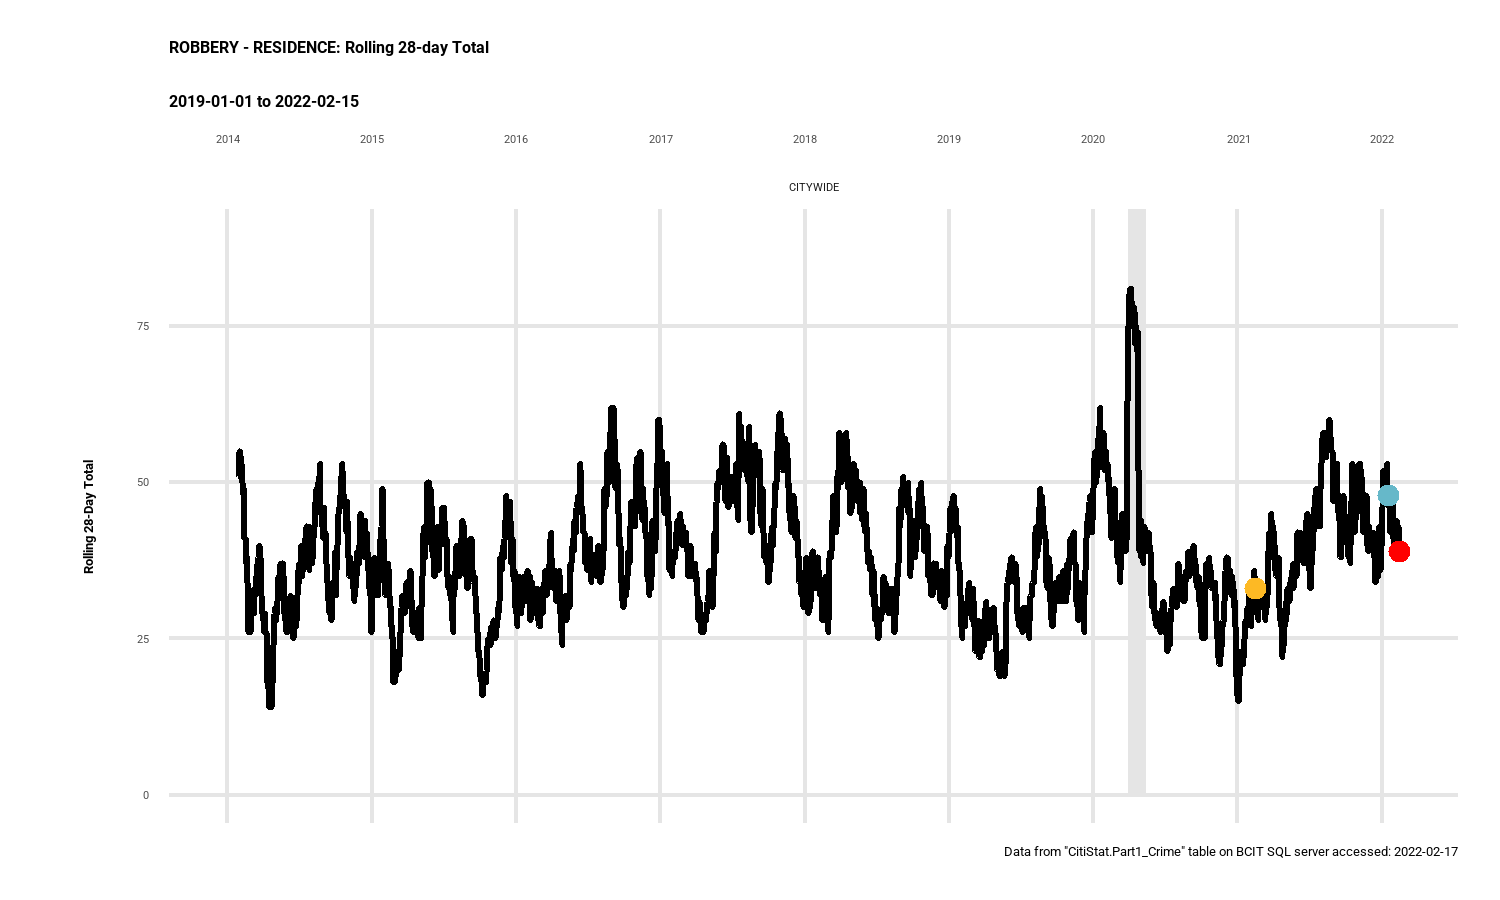 ROBBERY - RESIDENCE: Rolling 28-day Total
2019-01-01 to 2022-02-15
2014 2015 2016 2017 2018 2019 2020 2021 2022
CITYWIDE
75
50
25
0
Rolling 28-Day Total
Data from "CitiStat.Part1_Crime" table on BCIT SQL server accessed: 2022-02-17